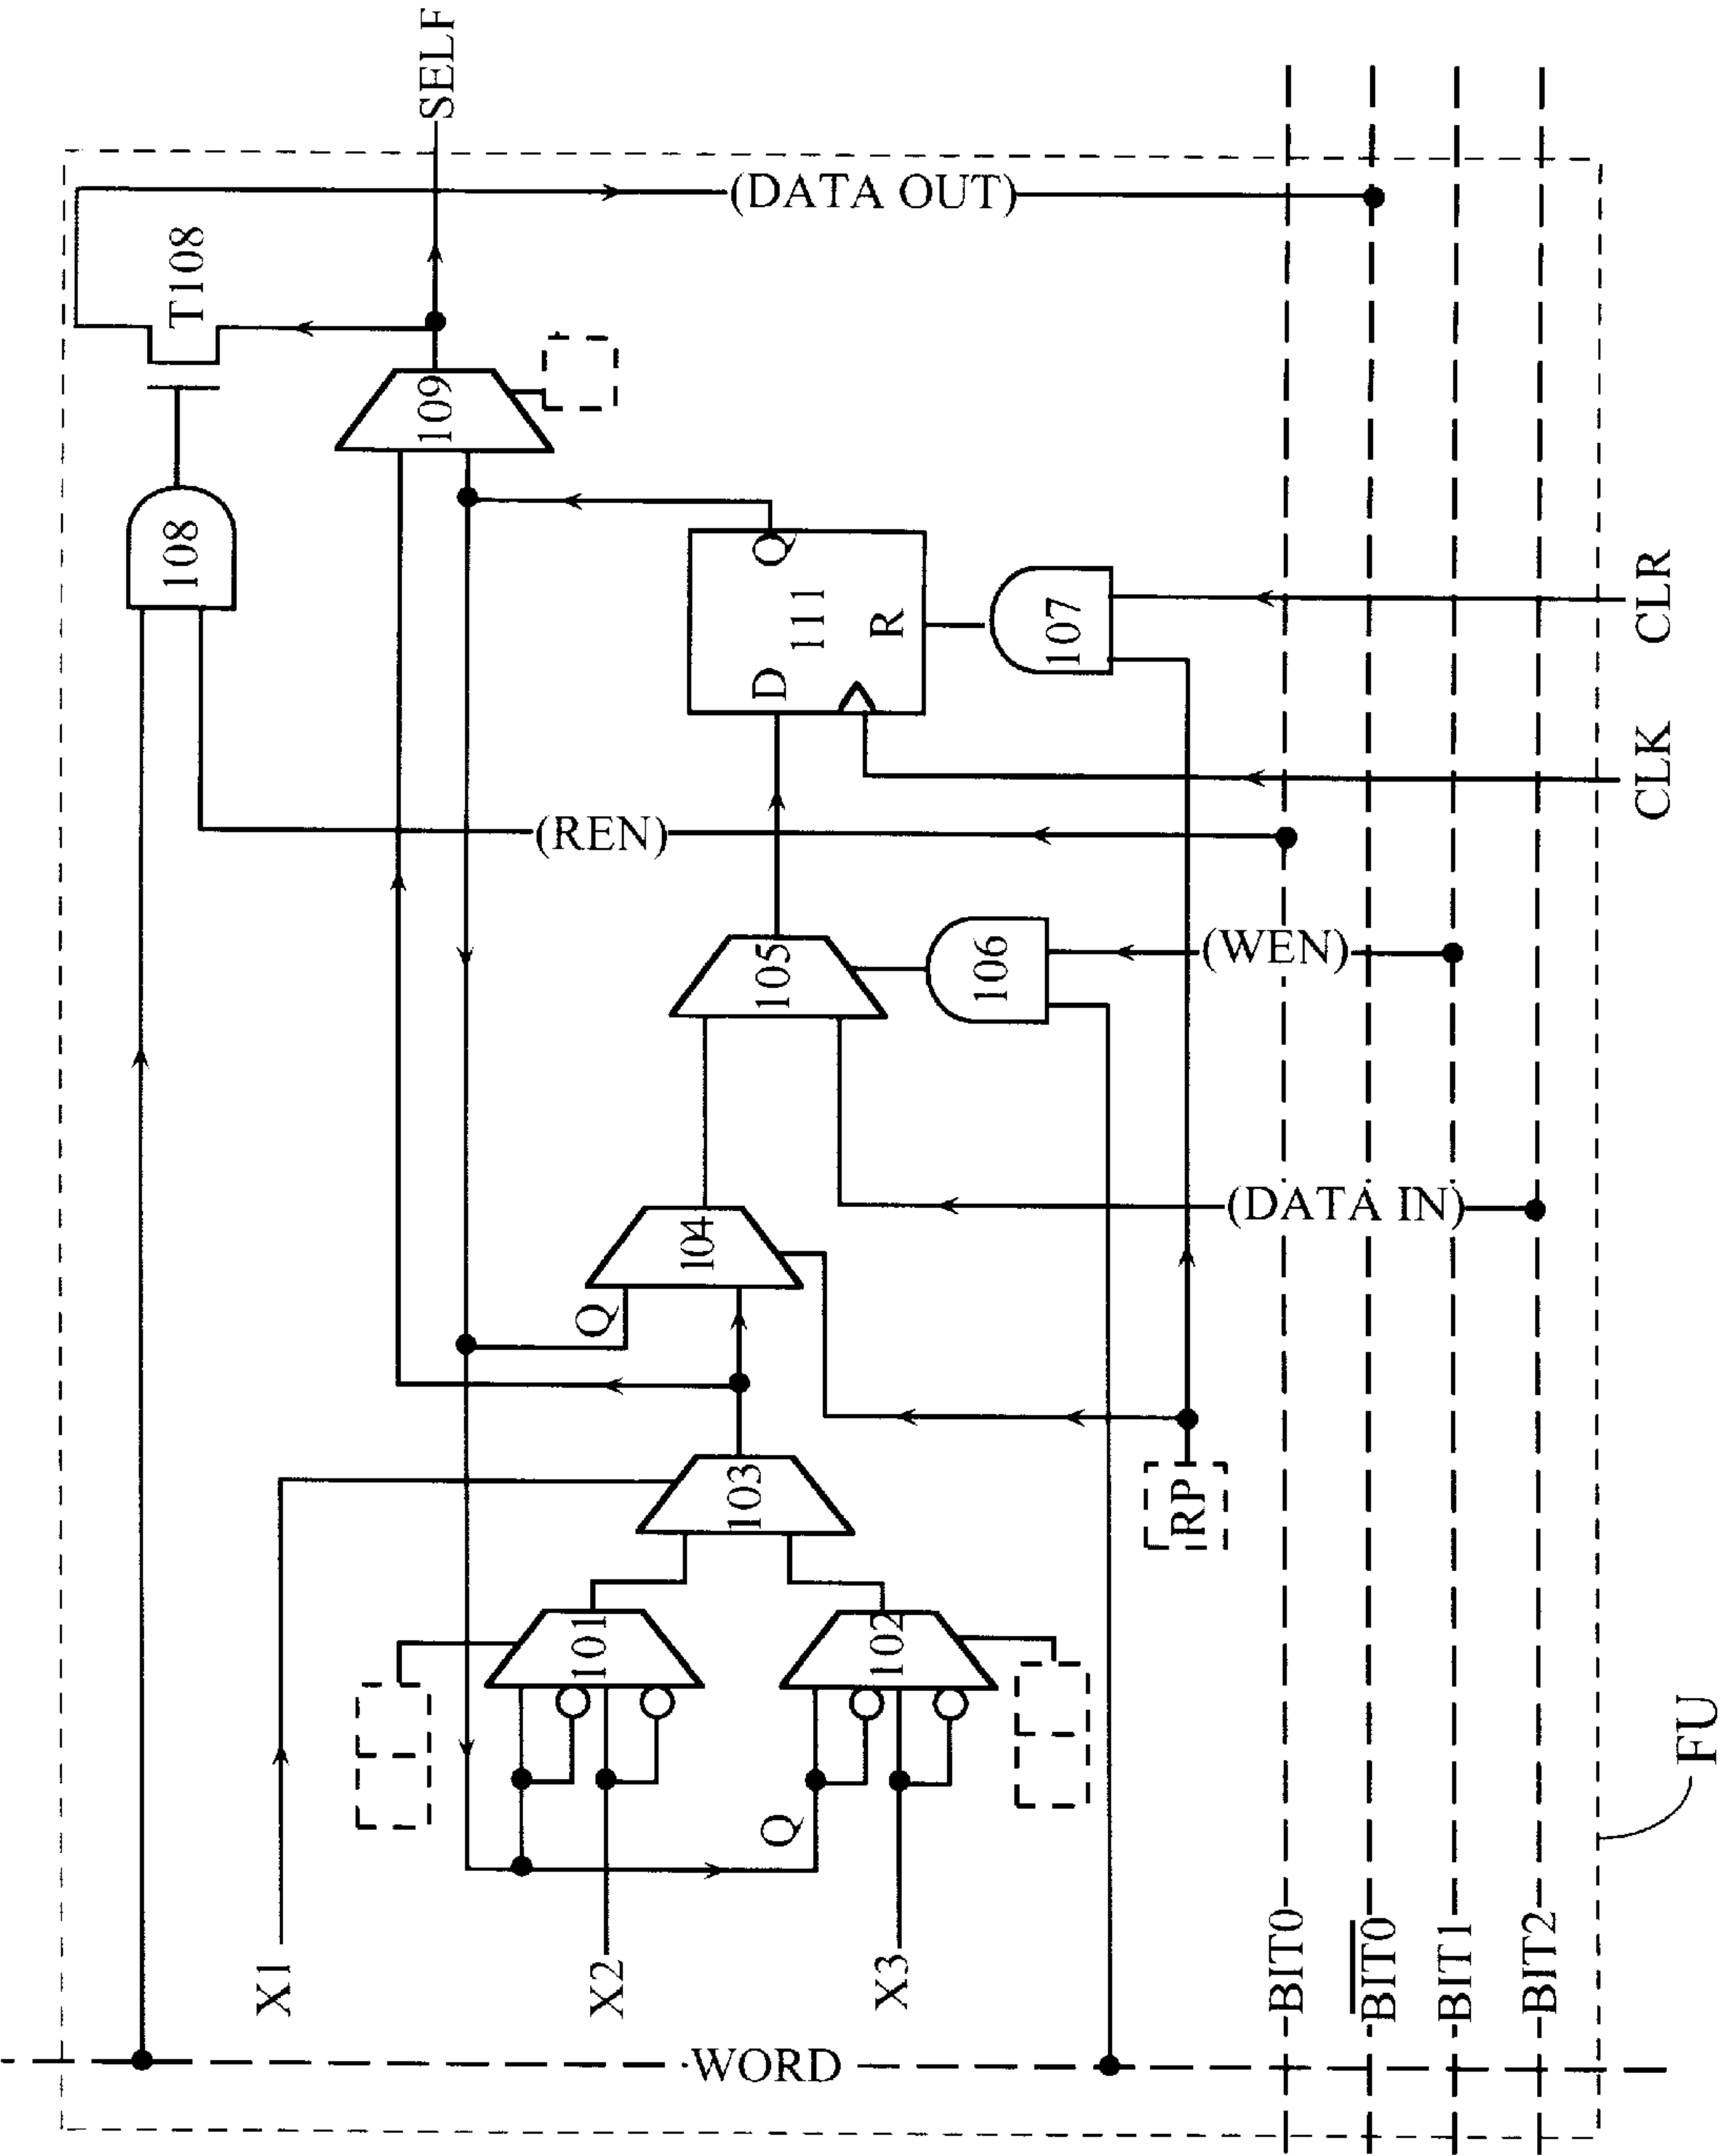 SELF
(DATA OUT)
T108
109
108
Q
111
D
R
107
CLR
CLK
(REN)
105
106
(WEN)
(DATA IN)
104
Q
103
RP
101
102
Q
X1
X2
X3
BIT0
BIT0
BIT1
BIT2
WORD
FU